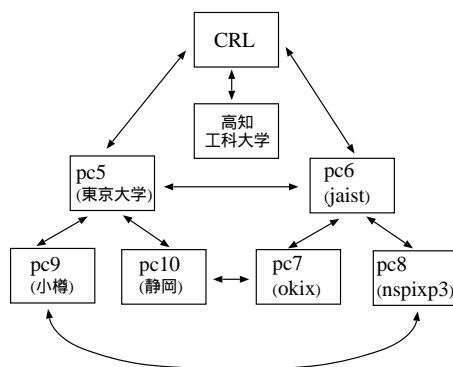 CRL
高知
工科大学
pc5
(東京大学)
pc6
(jaist)
pc9
(小樽)
pc10
(静岡)
pc7
(okix)
pc8
(nspixp3)